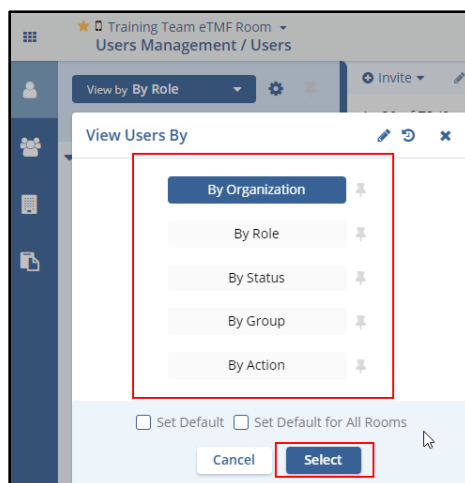 Training Team eTMF Room
Users Management / Users
View by By Role
Invite
View Users By
By Organization
By Role
By Status
By Group
By Action
Set Default Set Default for All Rooms
Cancel Select